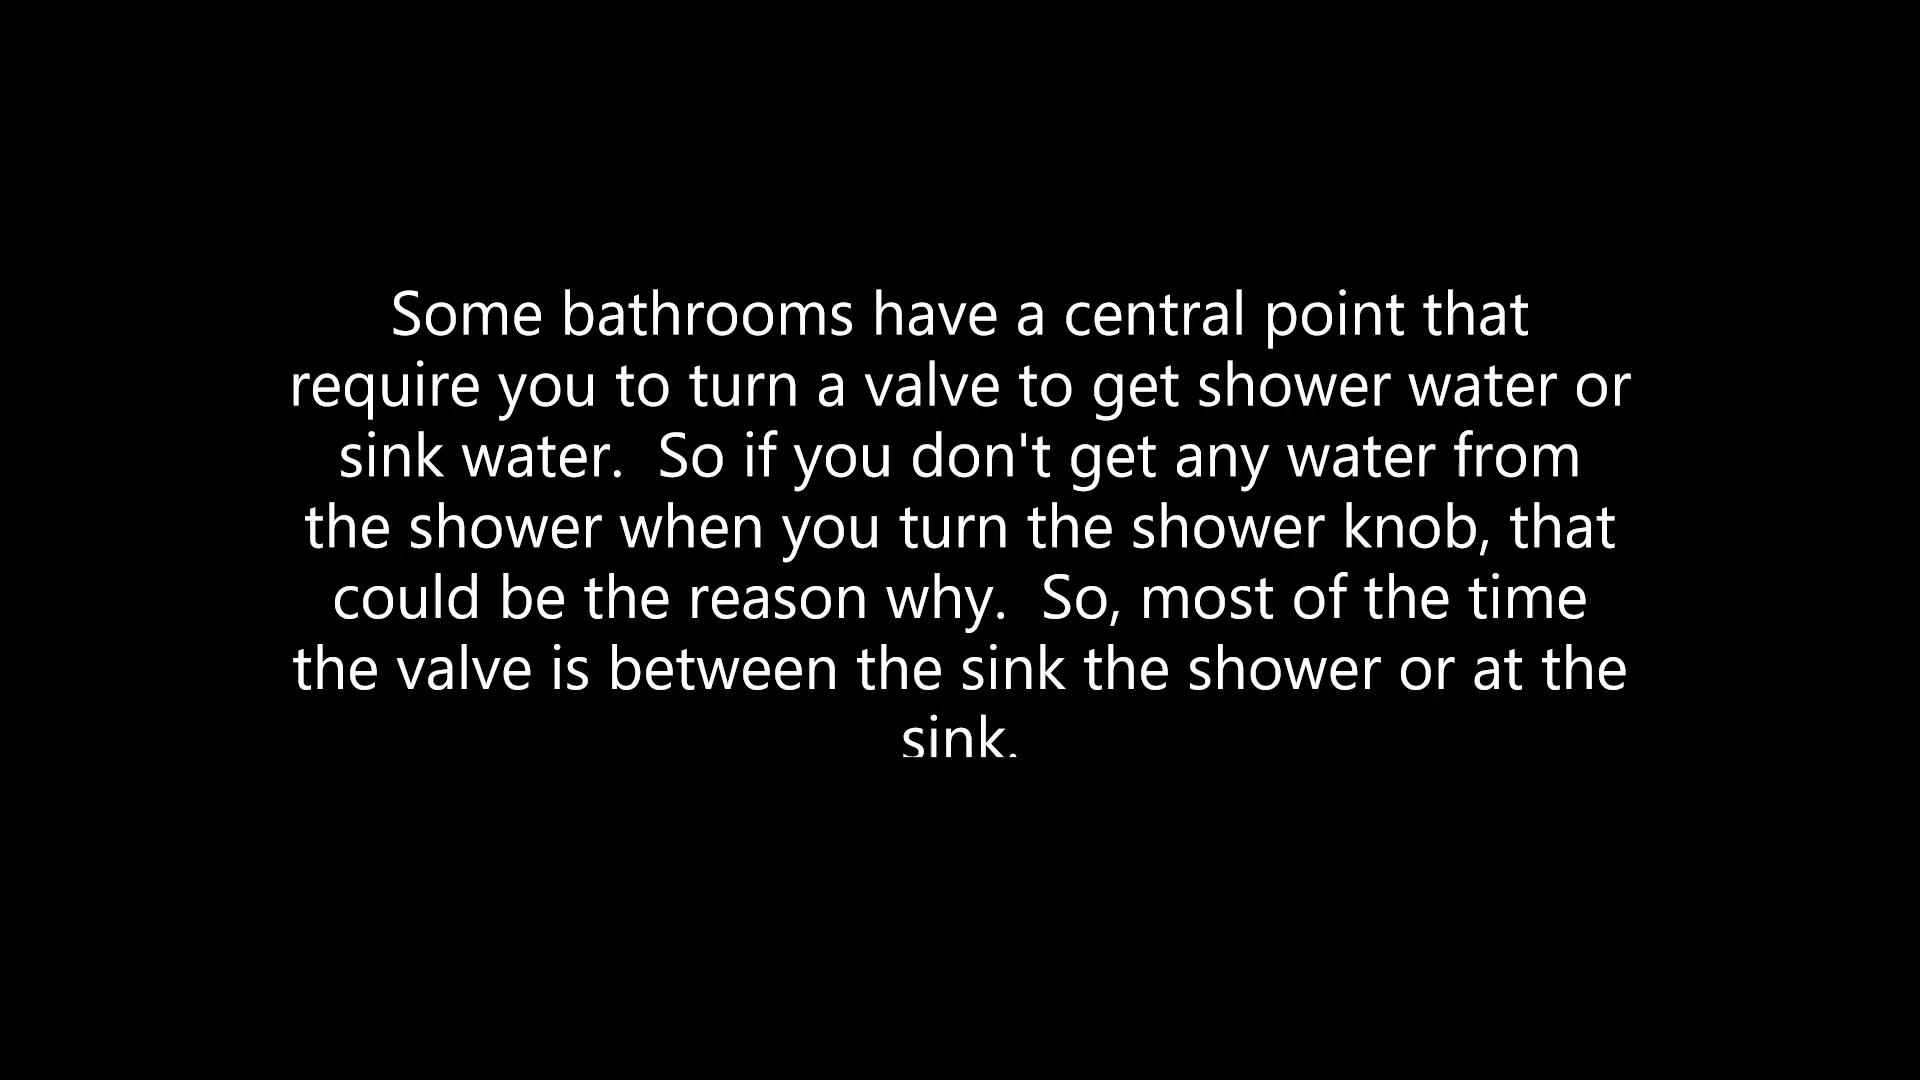 Some bathrooms have a central point that
require you to turn a valve to get shower water or
sink water.  So if you don't get any water from
the shower when you turn the shower knob, that
could be the reason why.  So, most of the time
the valve is between the sink the shower or at the
sink.